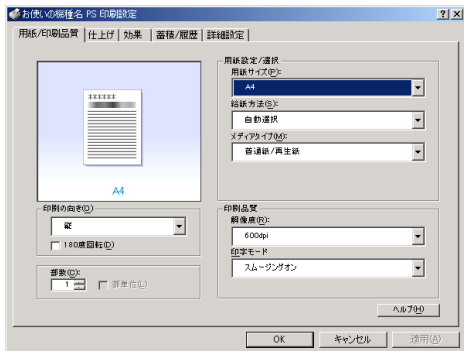 お使いの機種名 PS 印刷設定
用紙/印刷品質 仕上げ 効果 蓄積/履歴 詳細設定
******
A4
用紙設定/選択
用紙サイズ(P):
A4
給紙方法(S):
自動選択
メディアタイプ(M):
普通紙/再生紙
印刷の向き(O)
縦
180度回転(D)
部数(C):
1 部単位(L)
印刷品質
解像度(R):
600dpi
印字モード
スムージングオン
ヘルプ(H)
OK キャンセル 適用(A)